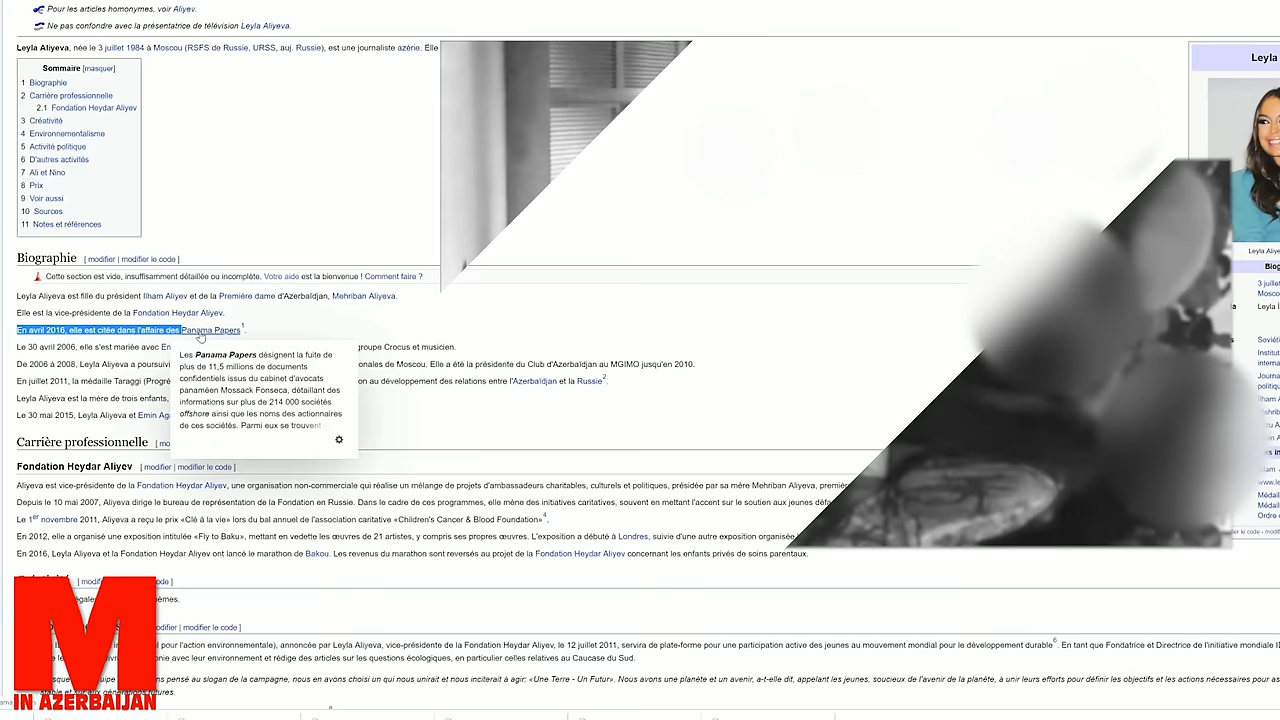 Pour les articles homonymes, voir Aliyev.
Ne pas confondre avec la présentatrice de télévision Leyla Aliyeva.
Leyla Aliyeva, née le 3 juillet 1984 à Moscou (RSFS de Russie, URSS, auj. Russie), est une journaliste azérie. Elle
Leyla
Sommaire [masquer]
1 Biographie
2 Carrière professionnelle
2.1 Fondation Heydar Aliyev
3 Créativité
4 Environnementalisme
5 Activité politique
6 D'autres activités
7 Ali et Nino
8 Prix
9 Voir aussi
10 Sources
11 Notes et références
Biographie [ modifier | modifier le code ]
Cette section est vide, insuffisamment détaillée ou incomplète. Votre aide est la bienvenue ! Comment faire ?
Leyla Aliyeva est fille du président Ilham Aliyev et de la Première dame d'Azerbaïdjan, Mehriban Aliyeva.
Elle est la vice-présidente de la Fondation Heydar Aliyev.
En avril 2016, elle est citée dans l'affaire des Panama Papers 1.
Le 30 avril 2006, elle s'est mariée avec En groupe Crocus et musicien.
De 2006 à 2008, Leyla Aliyeva a poursuivi onales de Moscou. Elle a été la présidente du Club d'Azerbaïdjan au MGIMO jusqu'en 2010.
En juillet 2011, la médaille Taraggi (Progrè on au développement des relations entre l'Azerbaïdjan et la Russie2.
Leyla Aliyeva est la mère de trois enfants,
Le 30 mai 2015, Leyla Aliyeva et Emin Ag
Les Panama Papers désignent la fuite de
plus de 11,5 millions de documents
confidentiels issus du cabinet d'avocats
panaméen Mossack Fonseca, détaillant des
informations sur plus de 214 000 sociétés
offshore ainsi que les noms des actionnaires
de ces sociétés. Parmi eux se trouvent
Carrière professionnelle [ mo
Fondation Heydar Aliyev [ modifier | modifier le code ]
Aliyeva est vice-présidente de la Fondation Heydar Aliyev, une organisation non-commerciale qui réalise un mélange de projets d'ambassadeurs charitables, culturels et politiques, présidée par sa mère Mehriban Aliyeva, premiè
Depuis le 10 mai 2007, Aliyeva dirige le bureau de représentation de la Fondation en Russie. Dans le cadre de ces programmes, elle mène des initiatives caritatives, souvent en mettant l'accent sur le soutien aux jeunes défa
Le 1er novembre 2011, Aliyeva a reçu le prix «Clé à la vie» lors du bal annuel de l'association caritative «Children's Cancer & Blood Foundation»4.
En 2012, elle a organisé une exposition intitulée «Fly to Baku», mettant en vedette les œuvres de 21 artistes, y compris ses propres œuvres. L'exposition a débuté à Londres, suivie d'une autre exposition organisée
En 2016, Leyla Aliyeva et la Fondation Heydar Aliyev ont lancé le marathon de Bakou. Les revenus du marathon sont reversés au projet de la Fondation Heydar Aliyev concernant les enfants privés de soins parentaux.
[ modifi code ]
également èmes.
modifier | modifier le code ]
pour l'action environnementale), annoncée par Leyla Aliyeva, vice-présidente de la Fondation Heydar Aliyev, le 12 juillet 2011, servira de plate-forme pour une participation active des jeunes au mouvement mondial pour le développement durable6. En tant que Fondatrice et Directrice de l'initiative mondiale
avec leur environnement et rédige des articles sur les questions écologiques, en particulier celles relatives au Caucase du Sud.
pensé au slogan de la campagne, nous en avons choisi un qui nous unirait et nous inciterait à agir: «Une Terre - Un Futur». Nous avons une planète et un avenir, a-t-elle dit, appelant les jeunes, soucieux de l'avenir de la planète, à unir leurs efforts pour définir les objectifs et les actions nécessaires pour
générations futures.
M
IN AZERBAIJAN